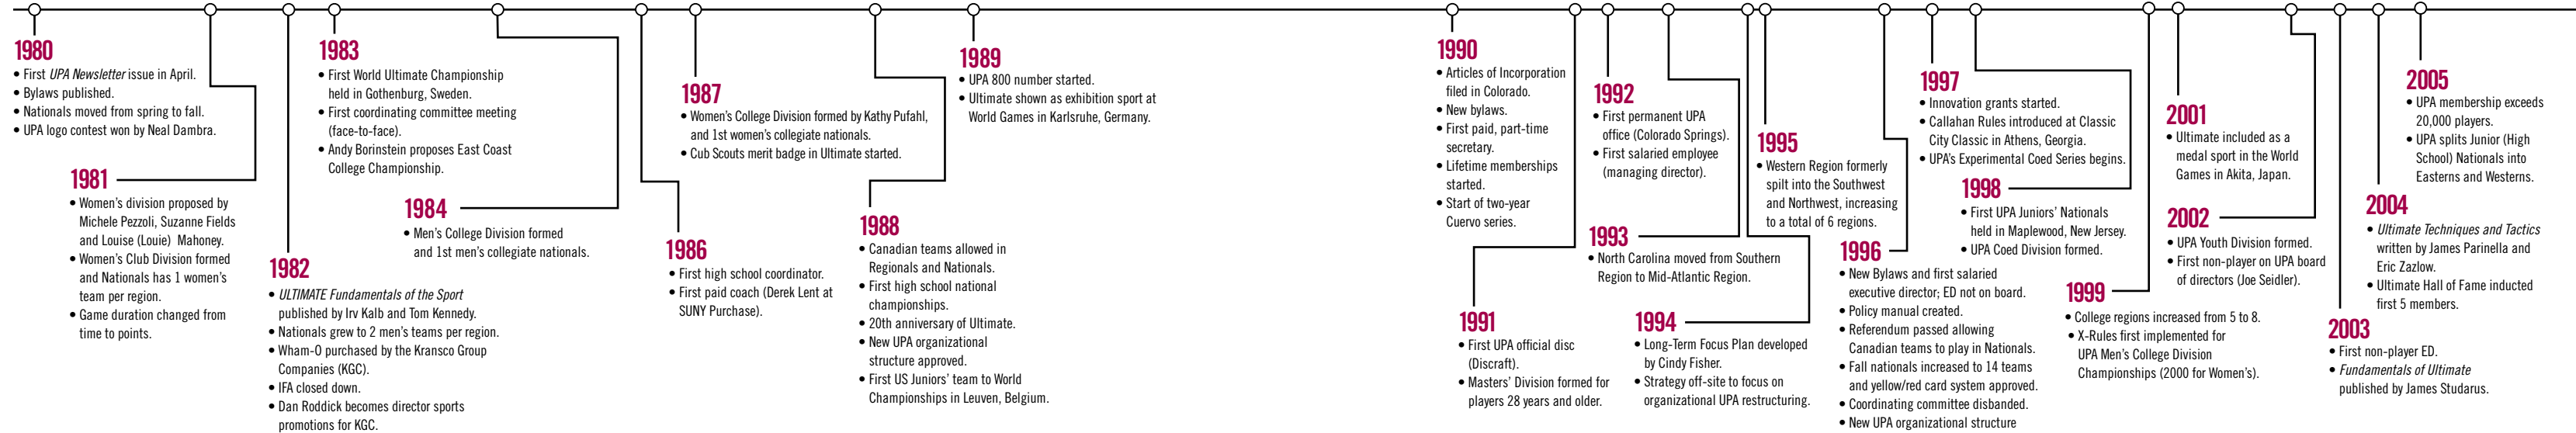 1980
• First UPA Newsletter issue in April.
• Bylaws published.
• Nationals moved from spring to fall.
• UPA logo contest won by Neal Dambra.
1981
• Women's division proposed by
Michele Pezzoli, Suzanne Fields
and Louise (Louie) Mahoney.
• Women's Club Division formed
and Nationals has 1 women's
team per region.
• Game duration changed from
time to points.
1982
• ULTIMATE Fundamentals of the Sport
published by Irv Kalb and Tom Kennedy.
• Nationals grew to 2 men's teams per region.
• Wham-O purchased by the Kransco Group
Companies (KGC).
• IFA closed down.
• Dan Roddick becomes director sports
promotions for KGC.
1983
• First World Ultimate Championship
held in Gothenburg, Sweden.
• First coordinating committee meeting
(face-to-face).
• Andy Borinstein proposes East Coast
College Championship.
1984
• Men's College Division formed
and 1st men's collegiate nationals.
1986
• First high school coordinator.
• First paid coach (Derek Lent at
SUNY Purchase).
1987
• Women's College Division formed by Kathy Pufahl,
and 1st women's collegiate nationals.
• Cub Scouts merit badge in Ultimate started.
1988
• Canadian teams allowed in
Regionals and Nationals.
• First high school national
championships.
• 20th anniversary of Ultimate.
• New UPA organizational
structure approved.
• First US Juniors' team to World
Championships in Leuven, Belgium.
1989
• UPA 800 number started.
• Ultimate shown as exhibition sport at
World Games in Karlsruhe, Germany.
1990
• Articles of Incorporation
filed in Colorado.
• New bylaws.
• First paid, part-time
secretary.
• Lifetime memberships
started.
• Start of two-year
Cuervo series.
1991
• First UPA official disc
(Discraft).
• Masters' Division formed for
players 28 years and older.
1992
• First permanent UPA
office (Colorado Springs).
• First salaried employee
(managing director).
1993
• North Carolina moved from Southern
Region to Mid-Atlantic Region.
1994
• Long-Term Focus Plan developed
by Cindy Fisher.
• Strategy off-site to focus on
organizational UPA restructuring.
1995
• Western Region formerly
spilt into the Southwest
and Northwest, increasing
to a total of 6 regions.
1996
• New Bylaws and first salaried
executive director; ED not on board.
• Policy manual created.
• Referendum passed allowing
Canadian teams to play in Nationals.
• Fall nationals increased to 14 teams
and yellow/red card system approved.
• Coordinating committee disbanded.
• New UPA organizational structure
1997
• Innovation grants started.
• Callahan Rules introduced at Classic
City Classic in Athens, Georgia.
• UPA's Experimental Coed Series begins.
1998
• First UPA Juniors' Nationals
held in Maplewood, New Jersey.
• UPA Coed Division formed.
1999
• College regions increased from 5 to 8.
• X-Rules first implemented for
UPA Men's College Division
Championships (2000 for Women's).
2001
• Ultimate included as a
medal sport in the World
Games in Akita, Japan.
2002
• UPA Youth Division formed.
• First non-player on UPA board
of directors (Joe Seidler).
2003
• First non-player ED.
• Fundamentals of Ultimate
published by James Studarus.
2004
• Ultimate Techniques and Tactics
written by James Parinella and
Eric Zazlow.
• Ultimate Hall of Fame inducted
first 5 members.
2005
• UPA membership exceeds
20,000 players.
• UPA splits Junior (High
School) Nationals into
Easterns and Westerns.